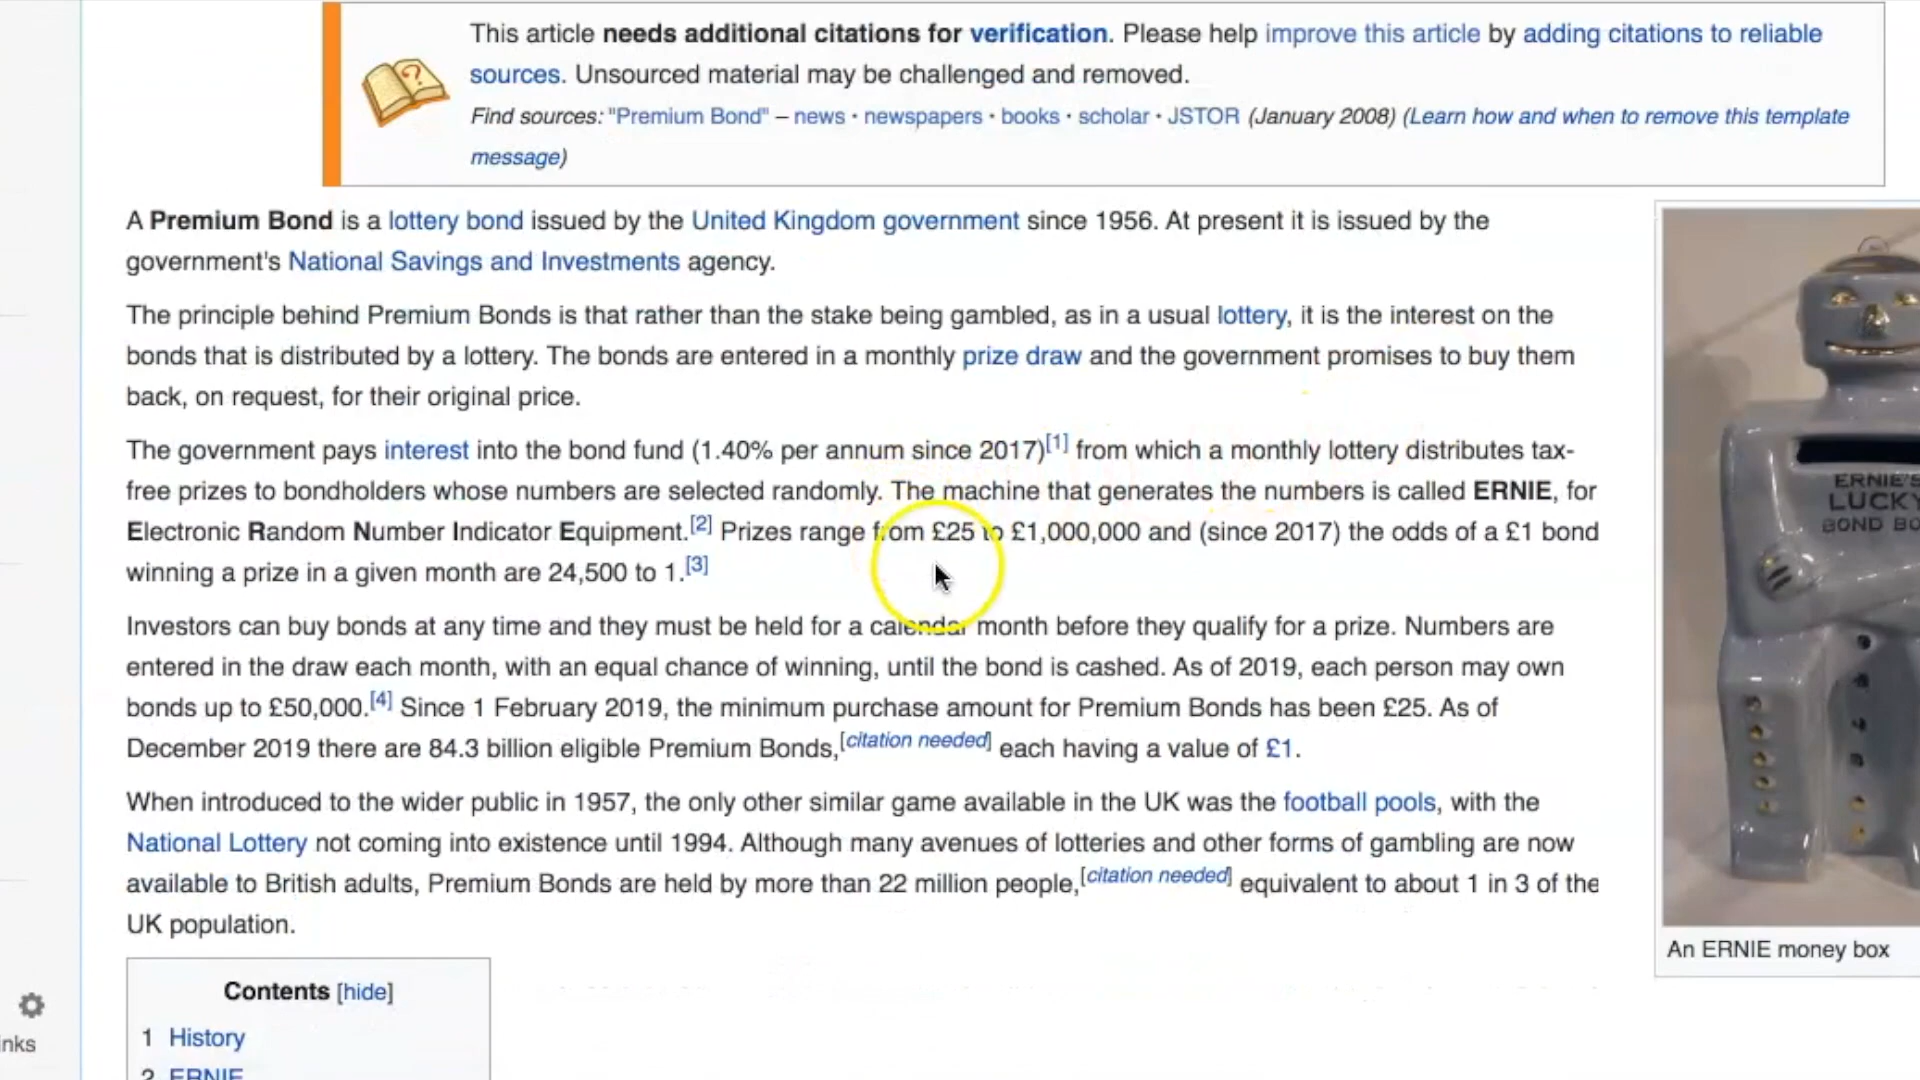 This article needs additional citations for verification. Please help improve this article by adding citations to reliable
sources. Unsourced material may be challenged and removed.
Find sources: "Premium Bond" – news · newspapers · books · scholar · JSTOR (January 2008) (Learn how and when to remove this template
message)
A Premium Bond is a lottery bond issued by the United Kingdom government since 1956. At present it is issued by the
government's National Savings and Investments agency.
The principle behind Premium Bonds is that rather than the stake being gambled, as in a usual lottery, it is the interest on the
bonds that is distributed by a lottery. The bonds are entered in a monthly prize draw and the government promises to buy them
back, on request, for their original price.
The government pays interest into the bond fund (1.40% per annum since 2017)[1] from which a monthly lottery distributes tax-
free prizes to bondholders whose numbers are selected randomly. The machine that generates the numbers is called ERNIE, for
Electronic Random Number Indicator Equipment.[2] Prizes range from £25 to £1,000,000 and (since 2017) the odds of a £1 bond
winning a prize in a given month are 24,500 to 1.[3]
Investors can buy bonds at any time and they must be held for a calendar month before they qualify for a prize. Numbers are
entered in the draw each month, with an equal chance of winning, until the bond is cashed. As of 2019, each person may own
bonds up to £50,000.[4] Since 1 February 2019, the minimum purchase amount for Premium Bonds has been £25. As of
December 2019 there are 84.3 billion eligible Premium Bonds,[citation needed] each having a value of £1.
When introduced to the wider public in 1957, the only other similar game available in the UK was the football pools, with the
National Lottery not coming into existence until 1994. Although many avenues of lotteries and other forms of gambling are now
available to British adults, Premium Bonds are held by more than 22 million people,[citation needed] equivalent to about 1 in 3 of the
UK population.
ERNIE'S
LUCKY
BOND BO
An ERNIE money box
Contents [hide]
1 History
2 ERNIE
inks